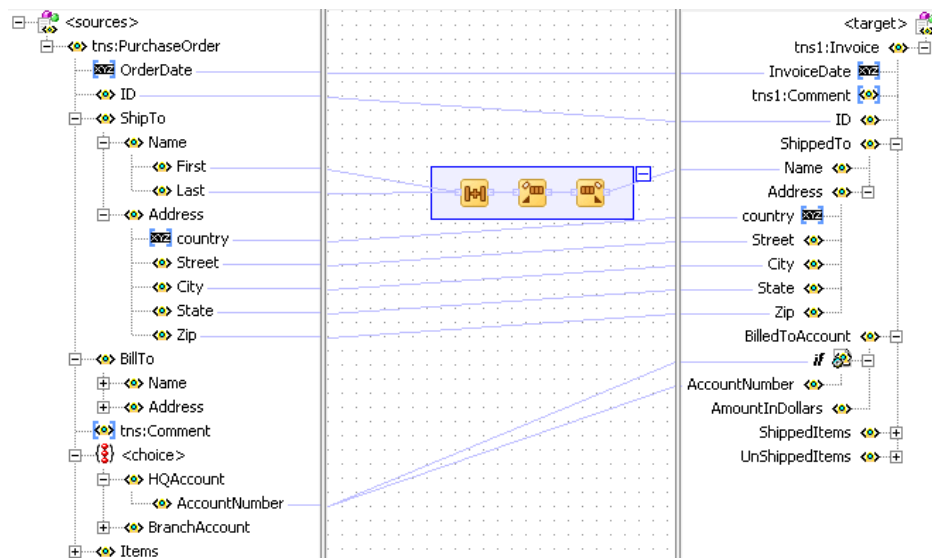 <sources>
tns:PurchaseOrder
OrderDate
ID
ShipTo
Name
First
Last
Address
country
Street
City
State
Zip
BillTo
Name
Address
tns:Comment
<choice>
HQAccount
AccountNumber
BranchAccount
Items
<target>
tns1:Invoice
InvoiceDate
tns1:Comment
ID
ShippedTo
Name
Address
country
Street
City
State
Zip
BilledToAccount
if
AccountNumber
AmountInDollars
ShippedItems
UnShippedItems